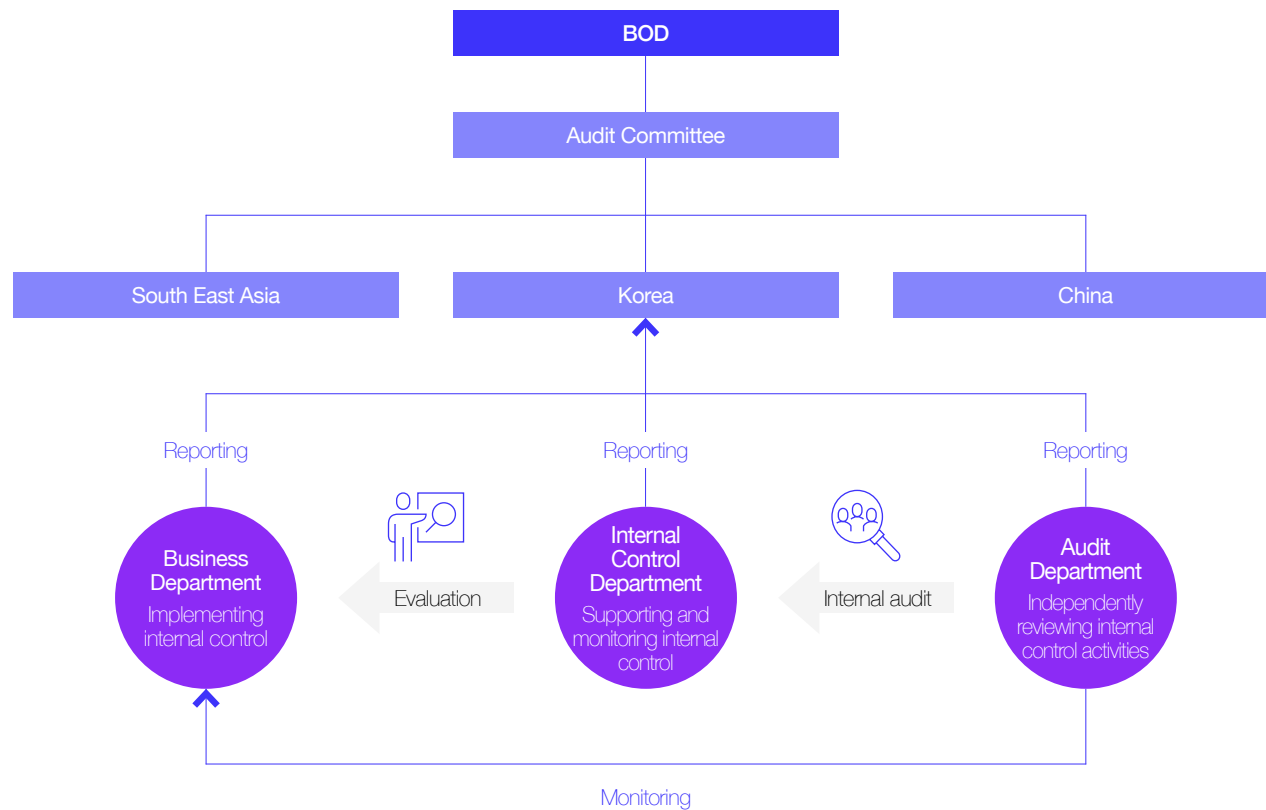 BOD
Audit Committee
South East Asia
Korea
China
Reporting
Reporting
Reporting
Business
Department
Implementing
internal control
Evaluation
Internal
Control
Department
Supporting and
monitoring internal
control
Internal audit
Audit
Department
Independently
reviewing internal
control activities
Monitoring